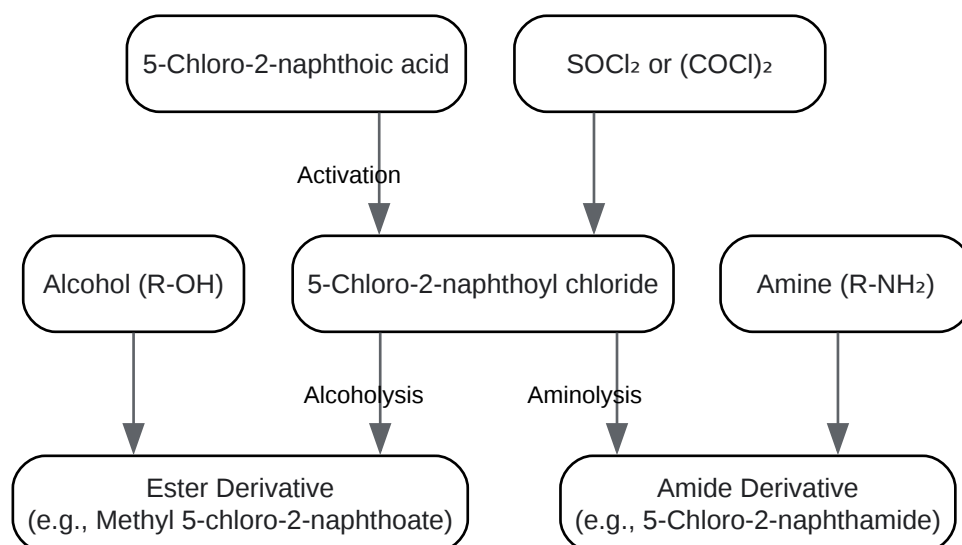 5-Chloro-2-naphthoic acid
SOCl₂ or (COCl)₂
Activation
Alcohol (R-OH)
5-Chloro-2-naphthoyl chloride
Amine (R-NH₂)
Alcoholysis
Aminolysis
Ester Derivative
(e.g., Methyl 5-chloro-2-naphthoate)
Amide Derivative
(e.g., 5-Chloro-2-naphthamide)